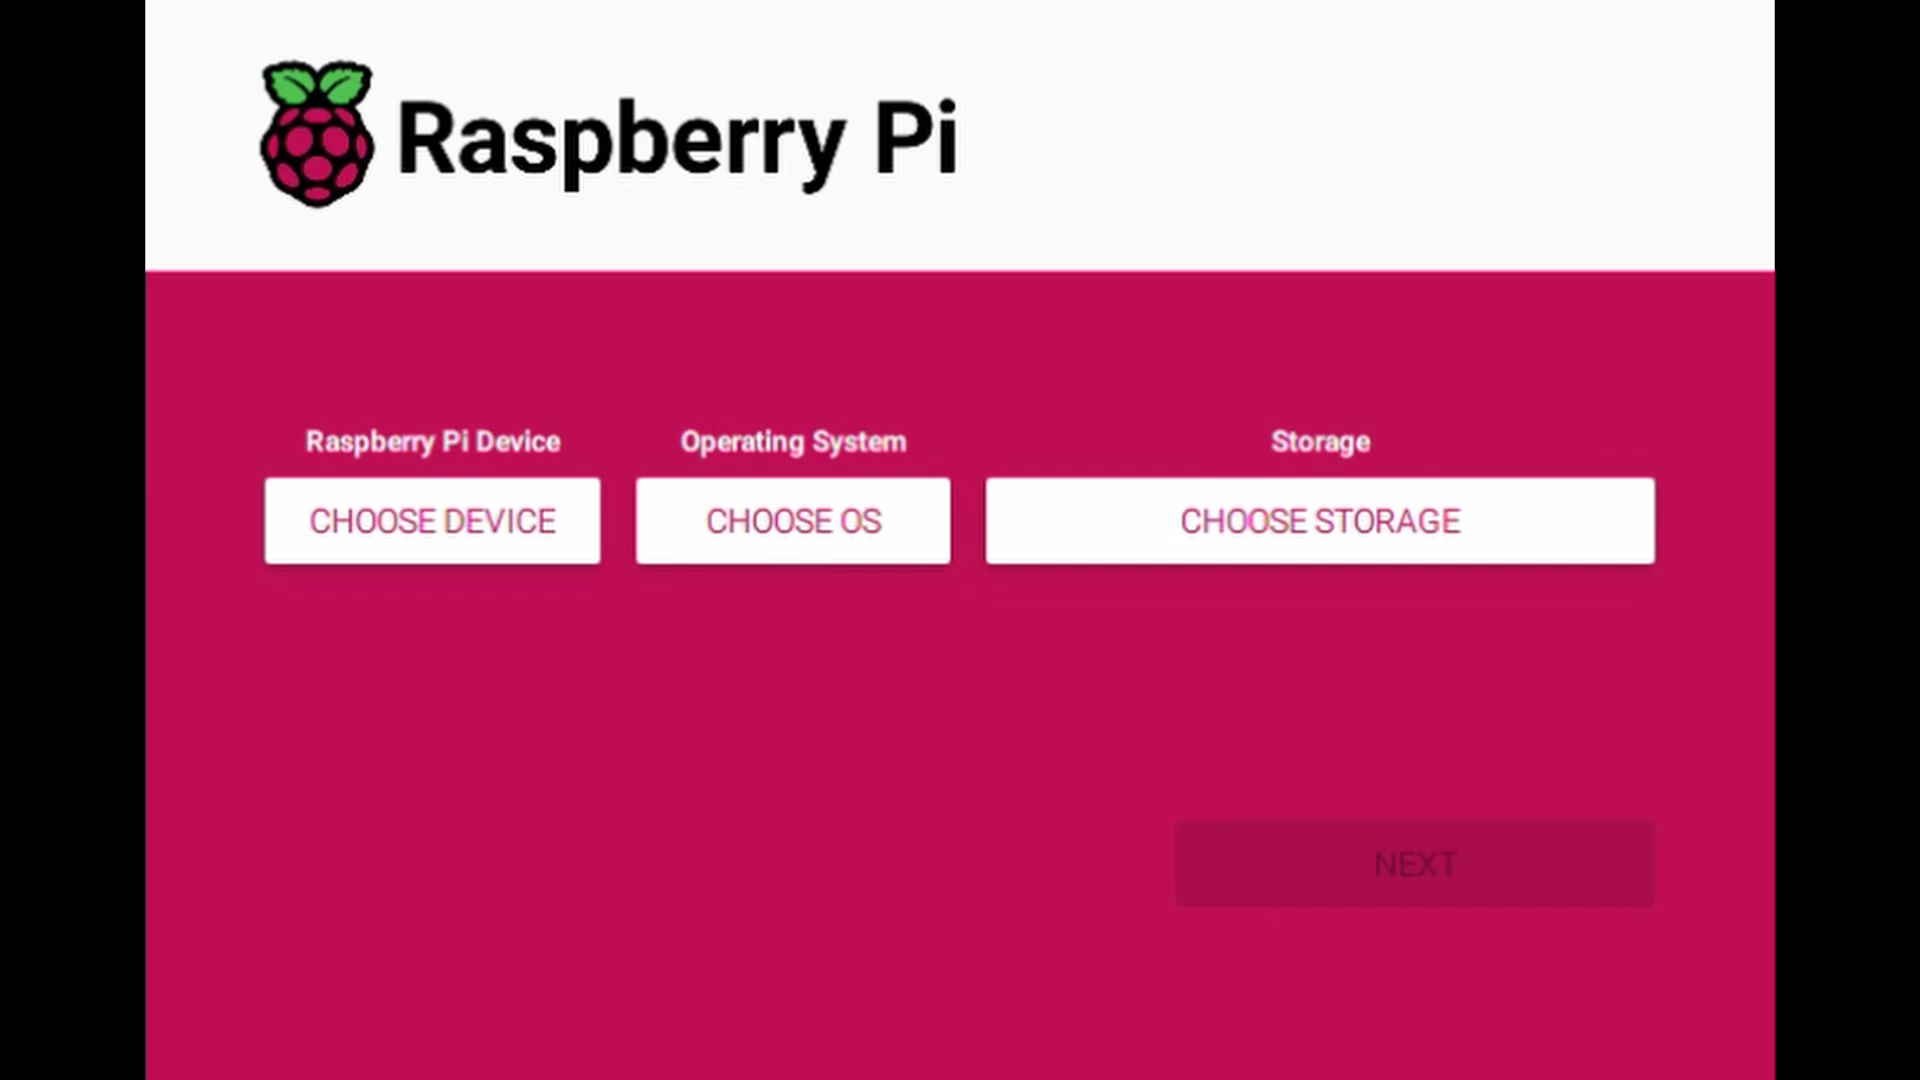 Raspberry Pi
Raspberry Pi Device
Operating System
Storage
CHOOSE DEVICE
CHOOSE OS
CHOOSE STORAGE
NEXT